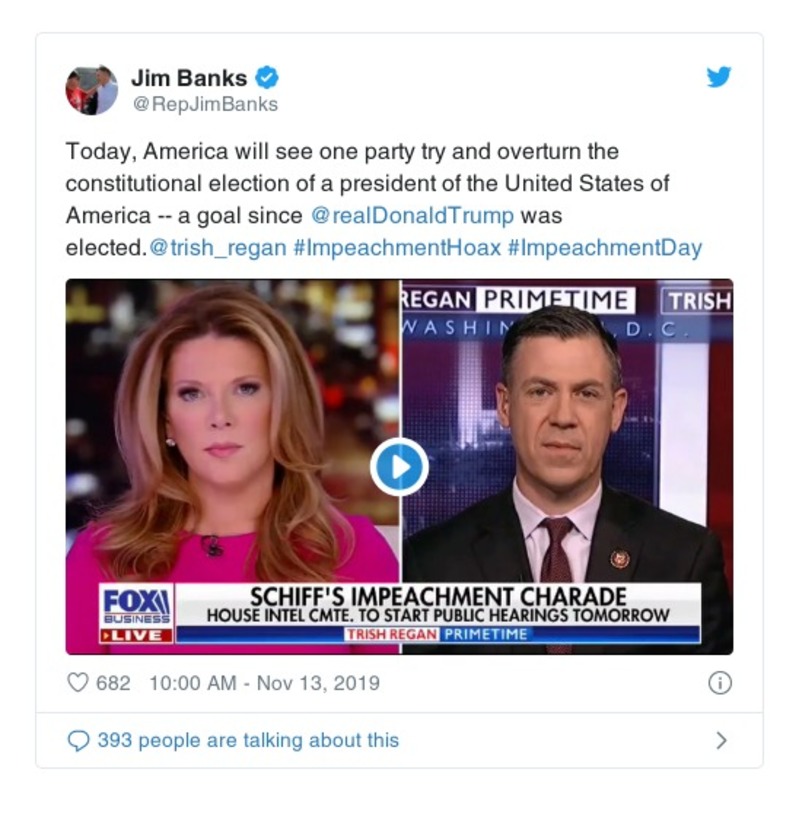 Jim Banks
@RepJimBanks
Today, America will see one party try and overturn the
constitutional election of a president of the United States of
America -- a goal since @realDonaldTrump was
elected.@trish_regan #ImpeachmentHoax #ImpeachmentDay
REGAN PRIMETIME TRISH
WASHIN D.C.
FOX
BUSINESS
LIVE
SCHIFF'S IMPEACHMENT CHARADE
HOUSE INTEL CMTE. TO START PUBLIC HEARINGS TOMORROW
TRISH REGAN PRIMETIME
682 10:00 AM - Nov 13, 2019
393 people are talking about this